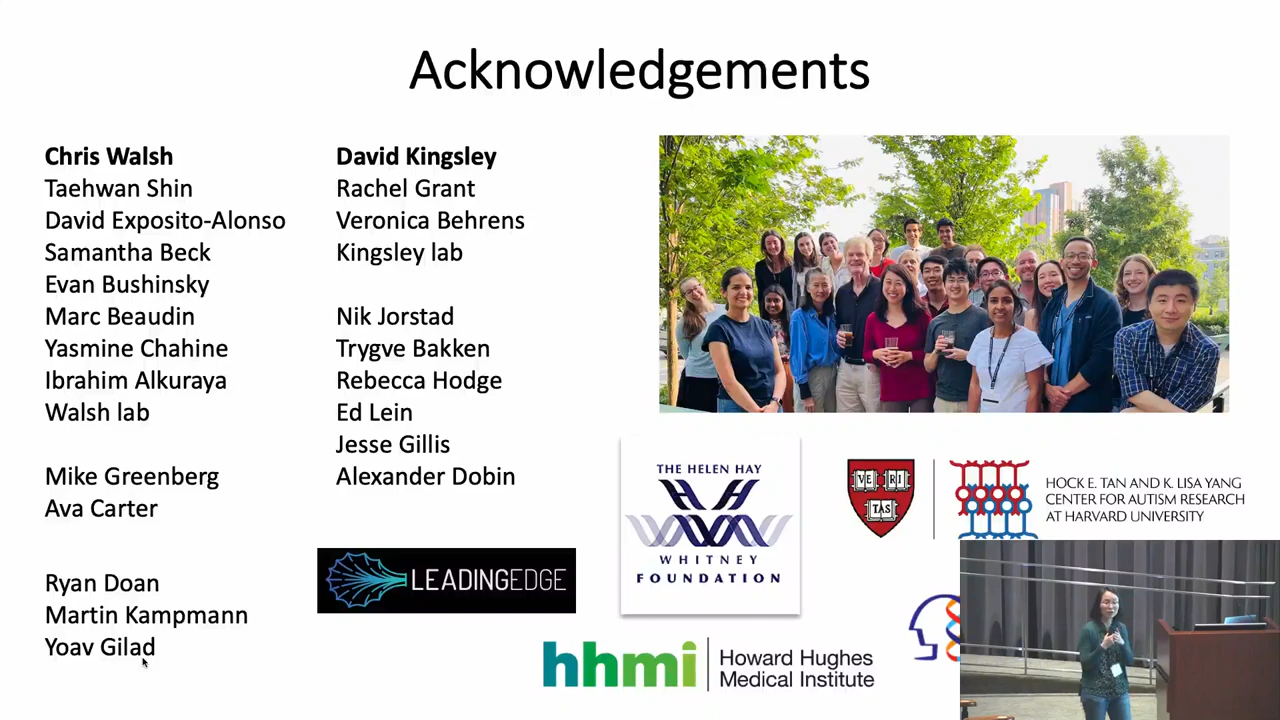 Acknowledgements
Chris Walsh
Taehwan Shin
David Exposito-Alonso
Samantha Beck
Evan Bushinsky
Marc Beaudin
Yasmine Chahine
Ibrahim Alkuraya
Walsh lab
Mike Greenberg
Ava Carter
Ryan Doan
Martin Kampmann
Yoav Gilad
David Kingsley
Rachel Grant
Veronica Behrens
Kingsley lab
Nik Jorstad
Trygve Bakken
Rebecca Hodge
Ed Lein
Jesse Gillis
Alexander Dobin
LEADINGEDGE
THE HELEN HAY
WHITNEY
FOUNDATION
VE RI
TAS
HOCK E. TAN AND K. LISA YANG
CENTER FOR AUTISM RESEARCH
AT HARVARD UNIVERSITY
hhmi
Howard Hughes
Medical Institute